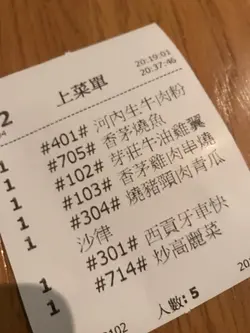 2
上菜單
20:19:01
20:37:46
1 #401# 河內生牛肉粉
1 #705# 香茅燒魚
1 #102# 牙莊牛油雞翼
1 #103# 香茅雞肉串燒
1 #304# 燒豬頸肉青瓜
沙律
1 #301# 西貢牙車快
1 #714# 炒高麗菜
人數: 5